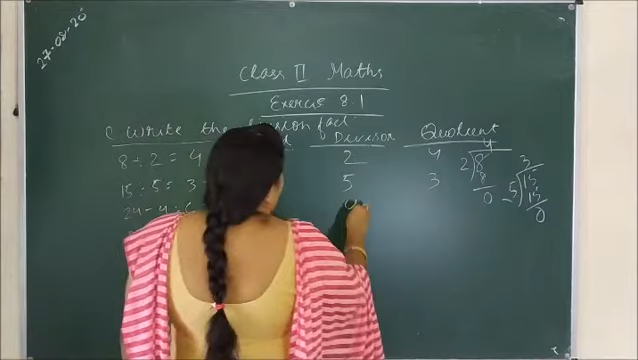 27-08-20
Class II Maths
Exercise 8.1
C Write the fact
Divisor Quotient
8 ÷ 2 = 4 2 4
15 ÷ 5 = 3 5 3
24 ÷ 4 = 6
4
2)8
8
0
3
5)15
15
0